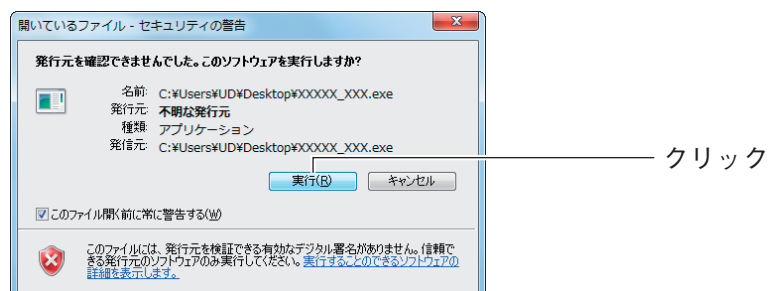 開いているファイル - セキュリティの警告
発行元を確認できませんでした。このソフトウェアを実行しますか?
名前: C:¥Users¥UD¥Desktop¥XXXXX_XXX.exe
発行元: 不明な発行元
種類: アプリケーション
発信元: C:¥Users¥UD¥Desktop¥XXXXX_XXX.exe
実行(R) キャンセル
クリック
このファイル開く前に常に警告する(W)
このファイルには、発行元を検証できる有効なデジタル署名がありません。信頼で
きる発行元のソフトウェアのみ実行してください。実行することのできるソフトウェアの
詳細を表示します。